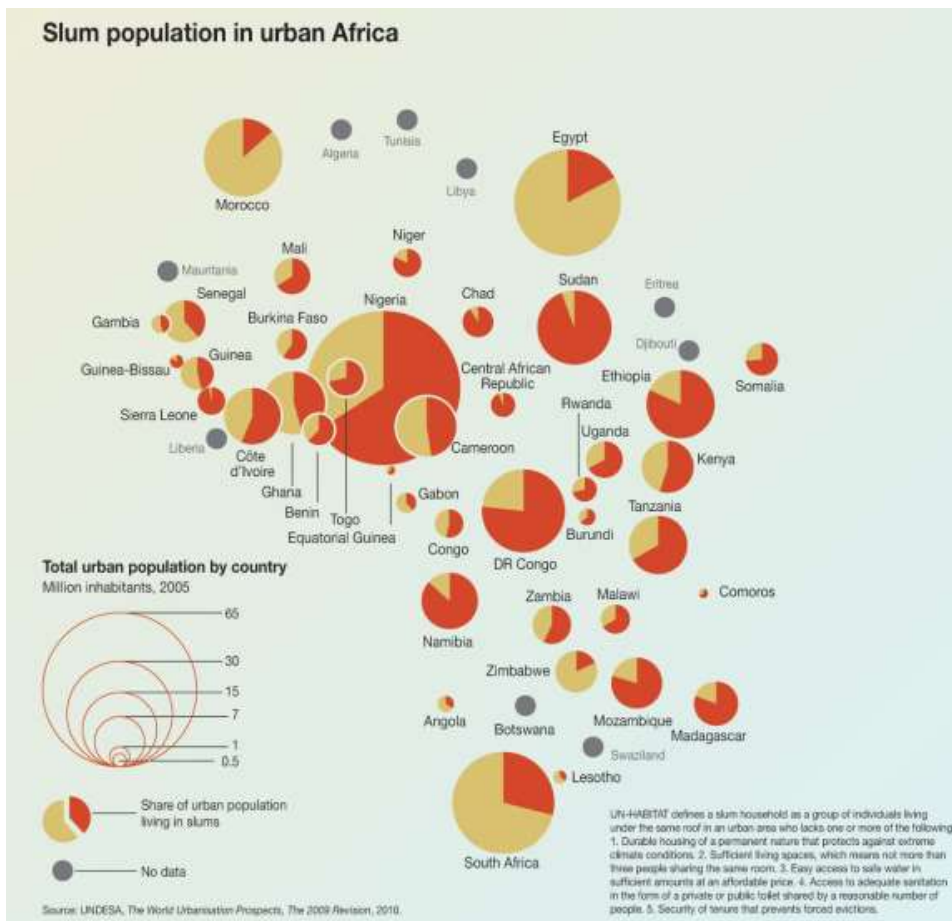 Slum population in urban Africa
Egypt
Tunisia
Algeria
Libya
Morocco
Niger
Mali
Mauritania
Sudan
Eritrea
Senegal
Nigeria
Chad
Gambia
Burkina Faso
Djibouti
Guinea
Guinea-Bissau
Central African
Republic
Ethiopia
Somalia
Rwanda
Sierra Leone
Uganda
Liberia
Cameroon
Kenya
Côte
d'Ivoire
Ghana
Benin
Togo
Equatorial Guinea
Gabon
Tanzania
Burundi
Congo
DR Congo
Total urban population by country
Million inhabitants, 2005
65
30
15
7
1
0.5
Comoros
Zambia
Malawi
Namibia
Zimbabwe
Angola
Botswana
Mozambique
Madagascar
Swaziland
Lesotho
South Africa
Share of urban population
living in slums
No data
UN-HABITAT defines a slum household as a group of individuals living
under the same roof in an urban area who lacks one or more of the following:
1. Durable housing of a permanent nature that protects against extreme
climate conditions. 2. Sufficient living spaces, which means not more than
three people sharing the same room. 3. Easy access to safe water in
sufficient amounts at an affordable price. 4. Access to adequate sanitation
in the form of a private or public toilet shared by a reasonable number of
people. 5. Security of tenure that prevents forced evictions.
Source: UNDESA, The World Urbanisation Prospects, The 2009 Revision, 2010.